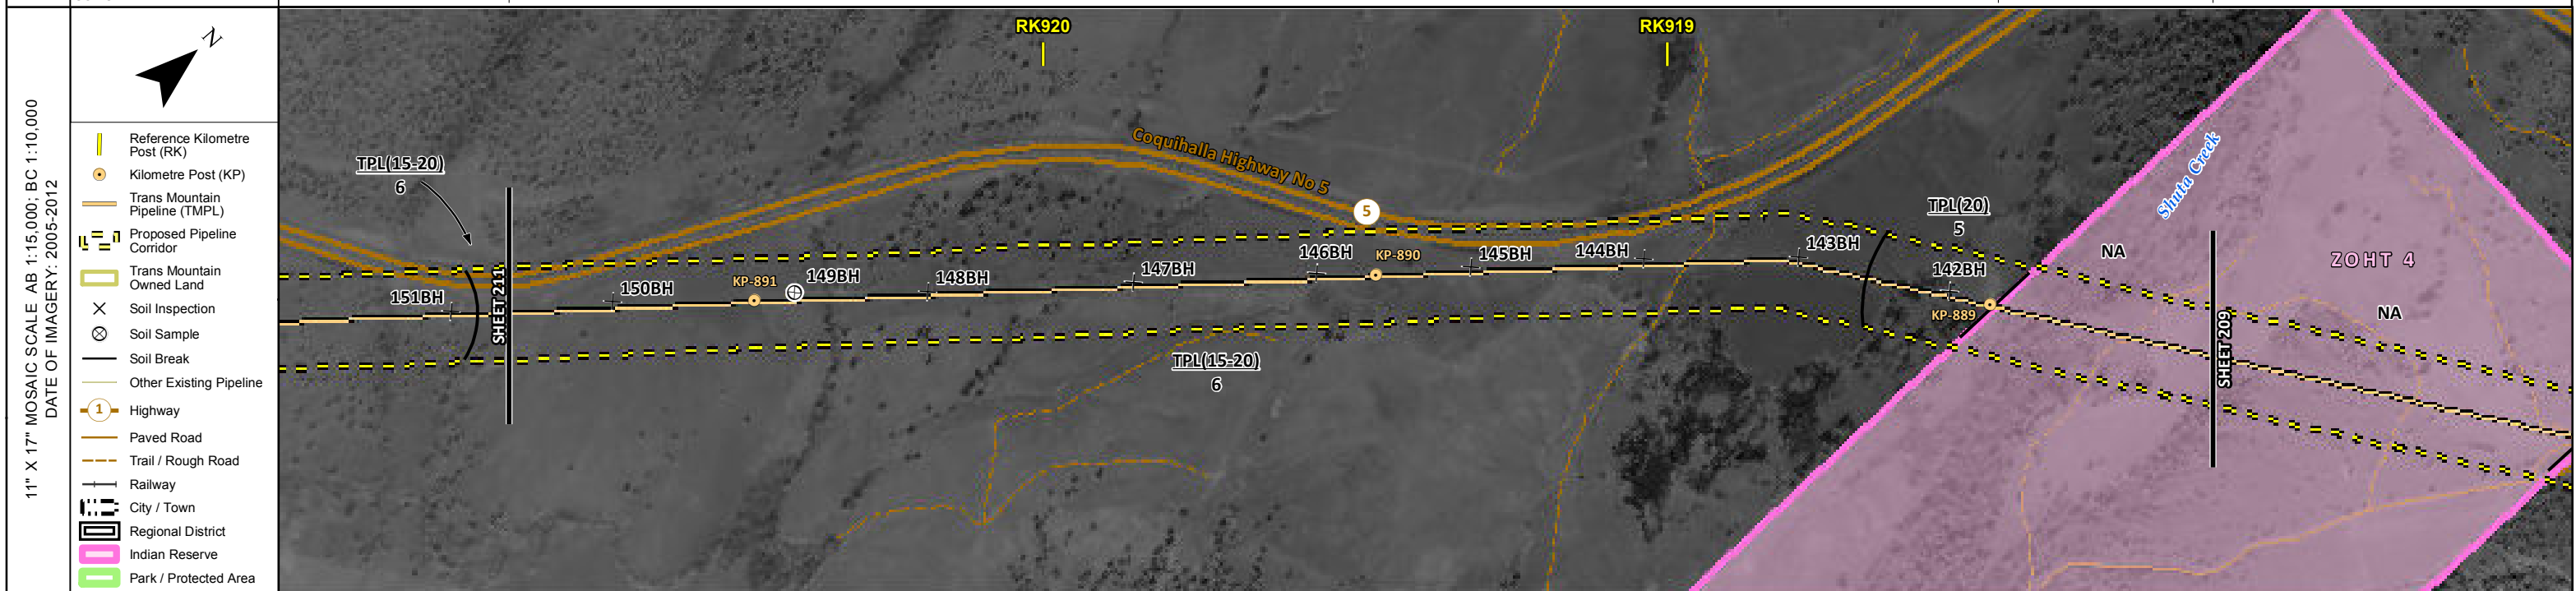 11" X 17" MOSAIC SCALE  AB 1:15,000; BC 1:10,000
DATE OF IMAGERY: 2005-2012
N
Reference Kilometre
Post (RK)
Kilometre Post (KP)
Trans Mountain
Pipeline (TMPL)
Proposed Pipeline
Corridor
Trans Mountain
Owned Land
Soil Inspection
Soil Sample
Soil Break
Other Existing Pipeline
1
Highway
Paved Road
Trail / Rough Road
Railway
City / Town
Regional District
Indian Reserve
Park / Protected Area
RK920
RK919
TPL(15-20)
6
Coquihalla Highway No 5
5
Shuta Creek
TPL(20)
5
NA
ZOHT 4
NA
151BH
SHEET 211
150BH
KP-891
149BH
148BH
147BH
146BH
KP-890
145BH
144BH
143BH
142BH
KP-889
SHEET 209
TPL(15-20)
6